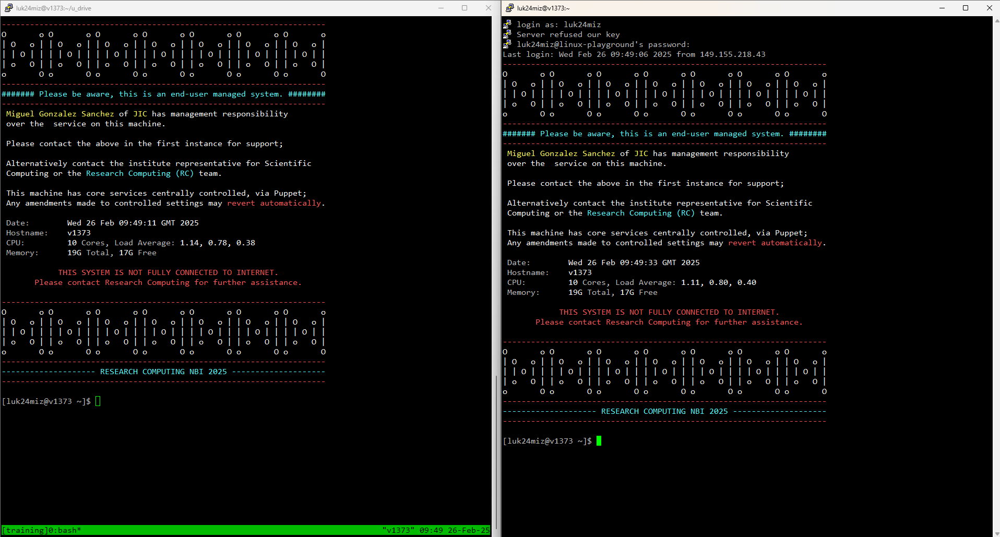 luk24miz@v1373:~/u_drive
---------------------------------------------------------------------
O       o O       o O       o O       o O       o O       o O       o
| O   o | | O   o | | O   o | | O   o | | O   o | | O   o | | O   o |
| | O | | | | O | | | | O | | | | O | | | | O | | | | O | | | | O | |
| o   O | | o   O | | o   O | | o   O | | o   O | | o   O | | o   O |
o       O o       O o       O o       O o       O o       O o       O
---------------------------------------------------------------------
####### Please be aware, this is an end-user managed system. ########
---------------------------------------------------------------------
Miguel Gonzalez Sanchez of JIC has management responsibility
over the  service on this machine.
Please contact the above in the first instance for support;
Alternatively contact the institute representative for Scientific
Computing or the Research Computing (RC) team.
This machine has core services centrally controlled, via Puppet;
Any amendments made to controlled settings may revert automatically.
Date:        Wed 26 Feb 09:49:11 GMT 2025
Hostname:    v1373
CPU:         10 Cores, Load Average: 1.14, 0.78, 0.38
Memory:      19G Total, 17G Free
THIS SYSTEM IS NOT FULLY CONNECTED TO INTERNET.
Please contact Research Computing for further assistance.
---------------------------------------------------------------------
O       o O       o O       o O       o O       o O       o O       o
| O   o | | O   o | | O   o | | O   o | | O   o | | O   o | | O   o |
| | O | | | | O | | | | O | | | | O | | | | O | | | | O | | | | O | |
| o   O | | o   O | | o   O | | o   O | | o   O | | o   O | | o   O |
o       O o       O o       O o       O o       O o       O o       O
---------------------------------------------------------------------
-------------------- RESEARCH COMPUTING NBI 2025 --------------------
---------------------------------------------------------------------
[luk24miz@v1373 ~]$
[training]0:bash* "v1373" 09:49 26-Feb-25
luk24miz@v1373:~
login as: luk24miz
Server refused our key
luk24miz@linux-playground's password:
Last login: Wed Feb 26 09:49:06 2025 from 149.155.218.43
---------------------------------------------------------------------
O       o O       o O       o O       o O       o O       o O       o
| O   o | | O   o | | O   o | | O   o | | O   o | | O   o | | O   o |
| | O | | | | O | | | | O | | | | O | | | | O | | | | O | | | | O | |
| o   O | | o   O | | o   O | | o   O | | o   O | | o   O | | o   O |
o       O o       O o       O o       O o       O o       O o       O
---------------------------------------------------------------------
####### Please be aware, this is an end-user managed system. ########
---------------------------------------------------------------------
Miguel Gonzalez Sanchez of JIC has management responsibility
over the  service on this machine.
Please contact the above in the first instance for support;
Alternatively contact the institute representative for Scientific
Computing or the Research Computing (RC) team.
This machine has core services centrally controlled, via Puppet;
Any amendments made to controlled settings may revert automatically.
Date:        Wed 26 Feb 09:49:33 GMT 2025
Hostname:    v1373
CPU:         10 Cores, Load Average: 1.11, 0.80, 0.40
Memory:      19G Total, 17G Free
THIS SYSTEM IS NOT FULLY CONNECTED TO INTERNET.
Please contact Research Computing for further assistance.
---------------------------------------------------------------------
O       o O       o O       o O       o O       o O       o O       o
| O   o | | O   o | | O   o | | O   o | | O   o | | O   o | | O   o |
| | O | | | | O | | | | O | | | | O | | | | O | | | | O | | | | O | |
| o   O | | o   O | | o   O | | o   O | | o   O | | o   O | | o   O |
o       O o       O o       O o       O o       O o       O o       O
---------------------------------------------------------------------
-------------------- RESEARCH COMPUTING NBI 2025 --------------------
---------------------------------------------------------------------
[luk24miz@v1373 ~]$